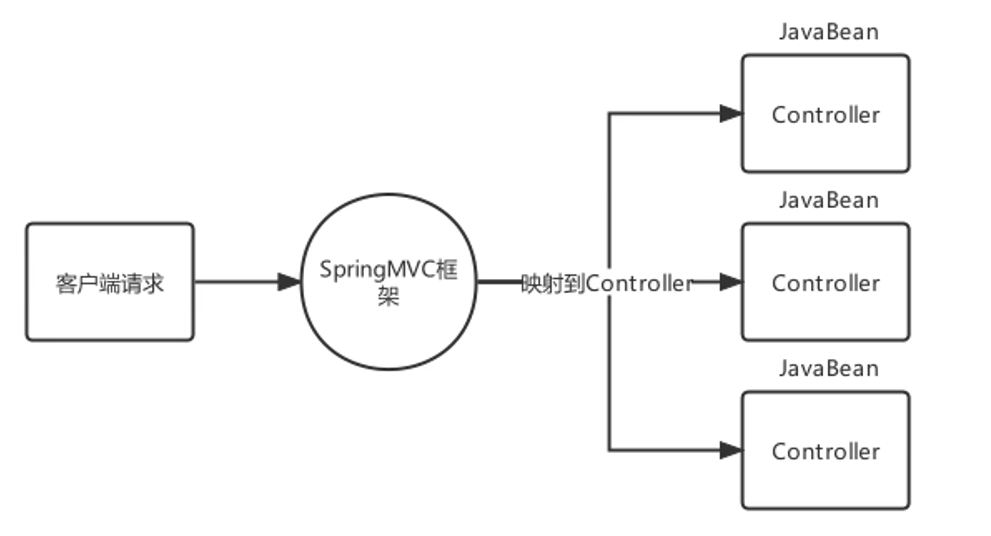 客户端请求
SpringMVC框
架
映射到Controller
JavaBean
Controller
JavaBean
Controller
JavaBean
Controller